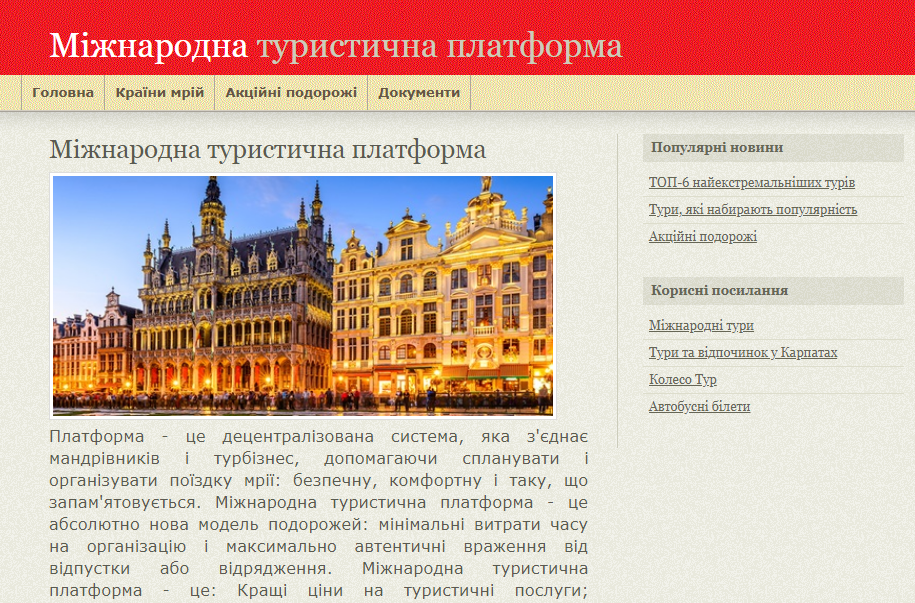 Міжнародна туристична платформа
Головна
Країни мрій
Акційні подорожі
Документи
Міжнародна туристична платформа
Платформа - це децентралізована система, яка з'єднає
мандрівників і турбізнес, допомагаючи спланувати і
організувати поїздку мрії: безпечну, комфортну і таку, що
запам'ятовується. Міжнародна туристична платформа - це
абсолютно нова модель подорожей: мінімальні витрати часу
на організацію і максимально автентичні враження від
відпустки або відрядження. Міжнародна туристична
платформа - це: Кращі ціни на туристичні послуги;
Популярні новини
ТОП-6 найекстремальніших турів
Тури, які набирають популярність
Акційні подорожі
Корисні посилання
Міжнародні тури
Тури та відпочинок у Карпатах
Колесо Тур
Автобусні білети